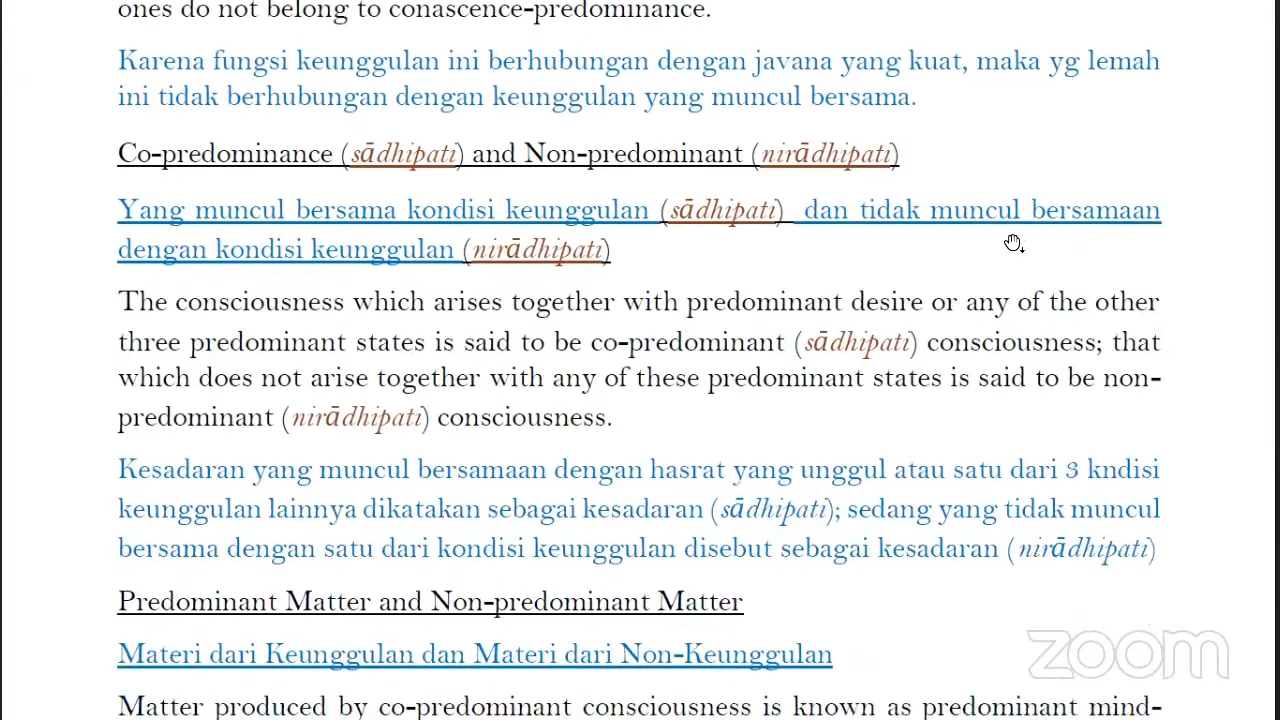 ones do not belong to conascence-predominance.
Karena fungsi keunggulan ini berhubungan dengan javana yang kuat, maka yg lemah
ini tidak berhubungan dengan keunggulan yang muncul bersama.
Co-predominance (sādhipati) and Non-predominant (nirādhipati)
Yang muncul bersama kondisi keunggulan (sādhipati) dan tidak muncul bersamaan
dengan kondisi keunggulan (nirādhipati)
The consciousness which arises together with predominant desire or any of the other
three predominant states is said to be co-predominant (sādhipati) consciousness; that
which does not arise together with any of these predominant states is said to be non-
predominant (nirādhipati) consciousness.
Kesadaran yang muncul bersamaan dengan hasrat yang unggul atau satu dari 3 kndisi
keunggulan lainnya dikatakan sebagai kesadaran (sādhipati); sedang yang tidak muncul
bersama dengan satu dari kondisi keunggulan disebut sebagai kesadaran (nirādhipati)
Predominant Matter and Non-predominant Matter
Materi dari Keunggulan dan Materi dari Non-Keunggulan
Matter produced by co-predominant consciousness is known as predominant mind-
zoom